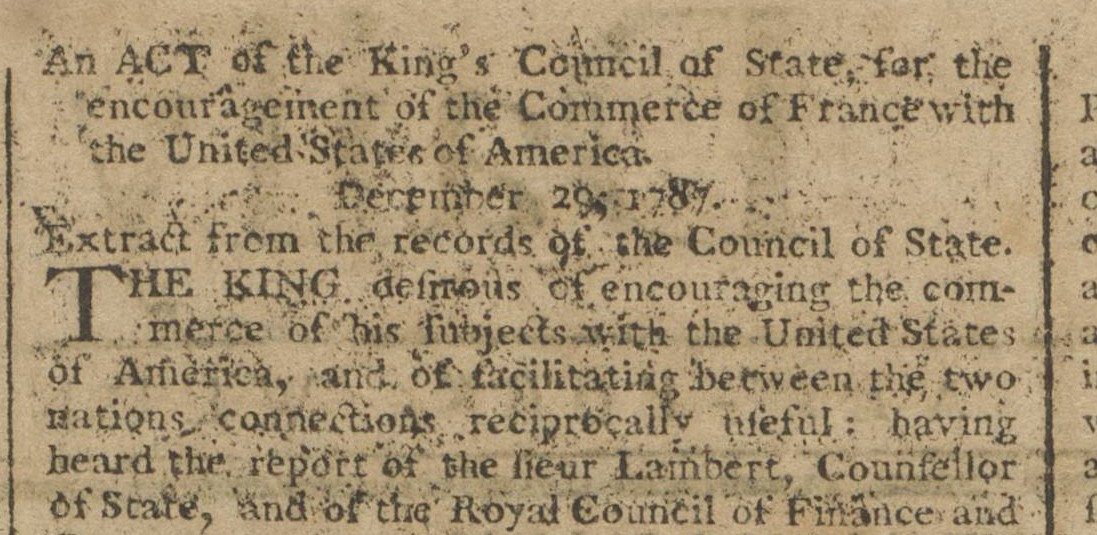 An ACT of the King's Council of State, for the
encouragement of the Commerce of France with
the United States of America.
December 29, 1787.
Extract from the records of the Council of State.
THE KING desirous of encouraging the com-
merce of his subjects with the United States
of America, and of facilitating between the two
nations connections reciprocally useful: having
heard the report of the sieur Lambert, Counsellor
of State, and of the Royal Council of Finance and